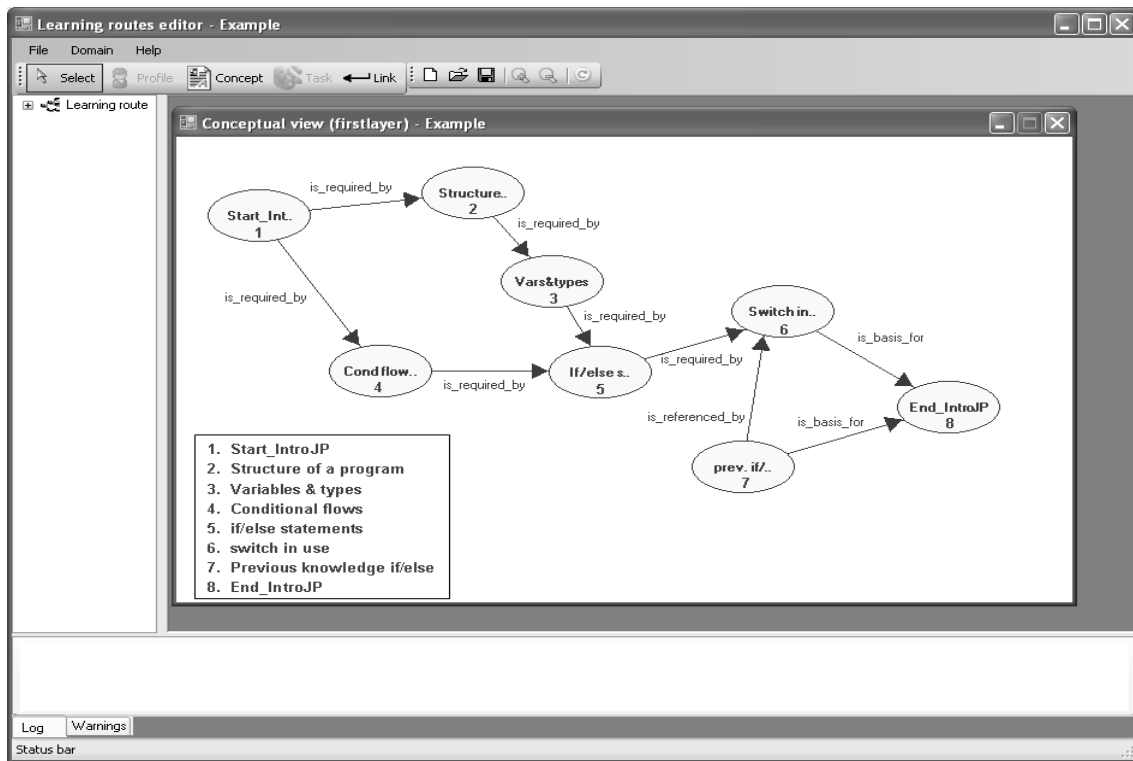 Learning routes editor - Example
File Domain Help
Select Profile Concept Task Link
Learning route
Conceptual view (firstlayer) - Example
is_required_by
Structure..
2
Start_Int..
1
is_required_by
Vars&types
3
is_required_by
is_required_by
Switch in..
6
is_required_by
is_basis_for
Cond flow..
4
is_required_by
If/else s..
5
is_referenced_by
is_basis_for
End_IntroJP
8
prev. if/..
7
1. Start_IntroJP
2. Structure of a program
3. Variables & types
4. Conditional flows
5. if/else statements
6. switch in use
7. Previous knowledge if/else
8. End_IntroJP
Log Warnings
Status bar